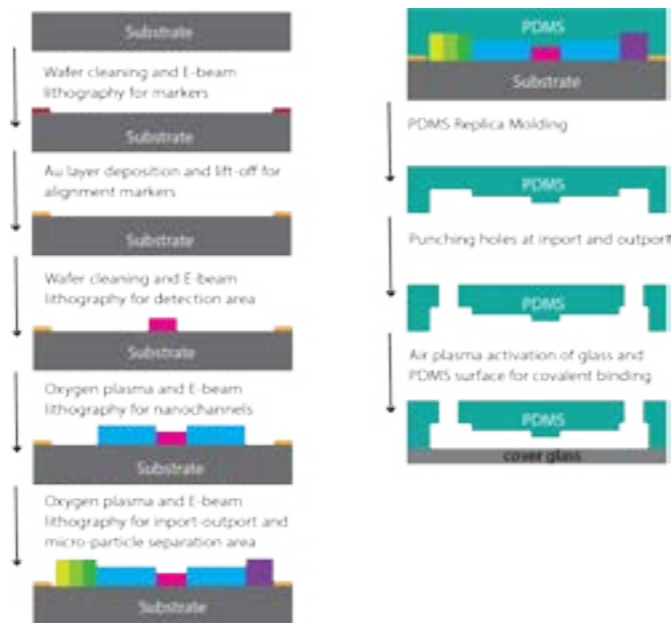 Substrate
Wafer cleaning and E-beam
lithography for markers
Substrate
Au layer deposition and lift-off for
alignment markers
Substrate
Wafer cleaning and E-beam
lithography for detection area
Substrate
Oxygen plasma and E-beam
lithography for nanochannels
Substrate
Oxygen plasma and E-beam
lithography for inport-outport and
micro-particle separation area
Substrate
PDMS
Substrate
PDMS Replica Molding
PDMS
Punching holes at inport and outport
PDMS
Air plasma activation of glass and
PDMS surface for covalent binding
PDMS
cover glass